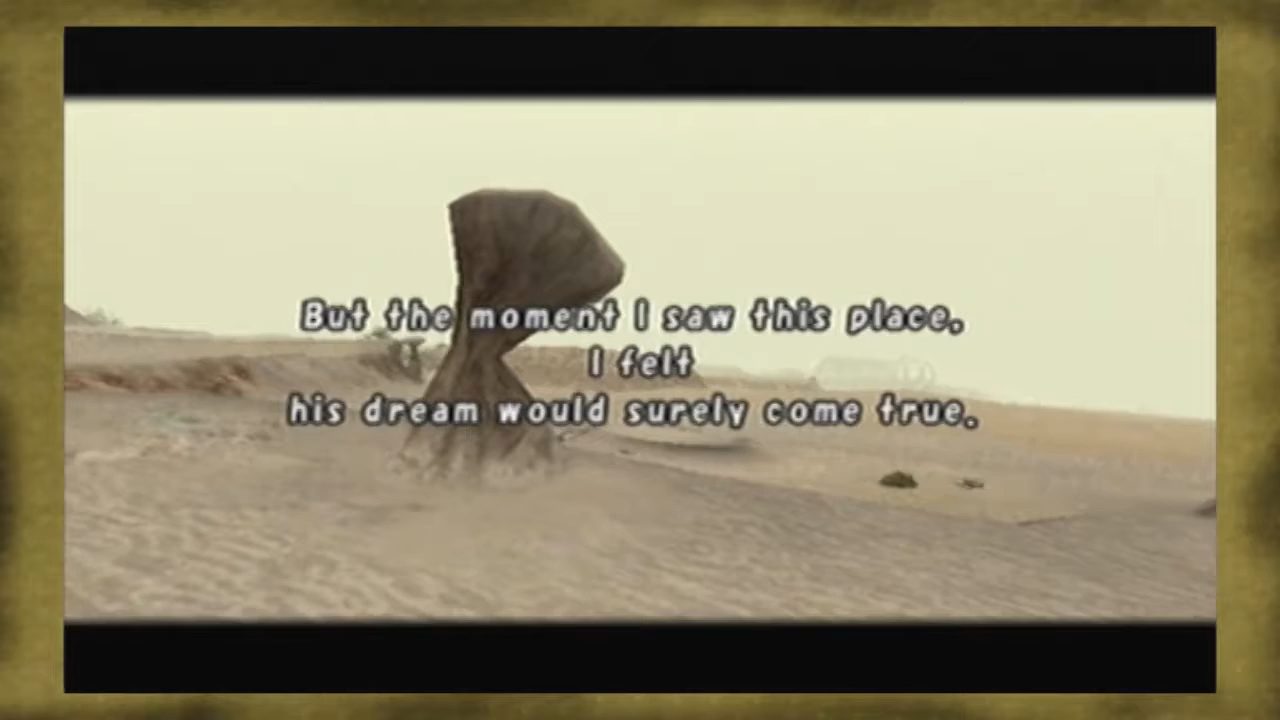 But the moment I saw this place,
I felt
his dream would surely come true.